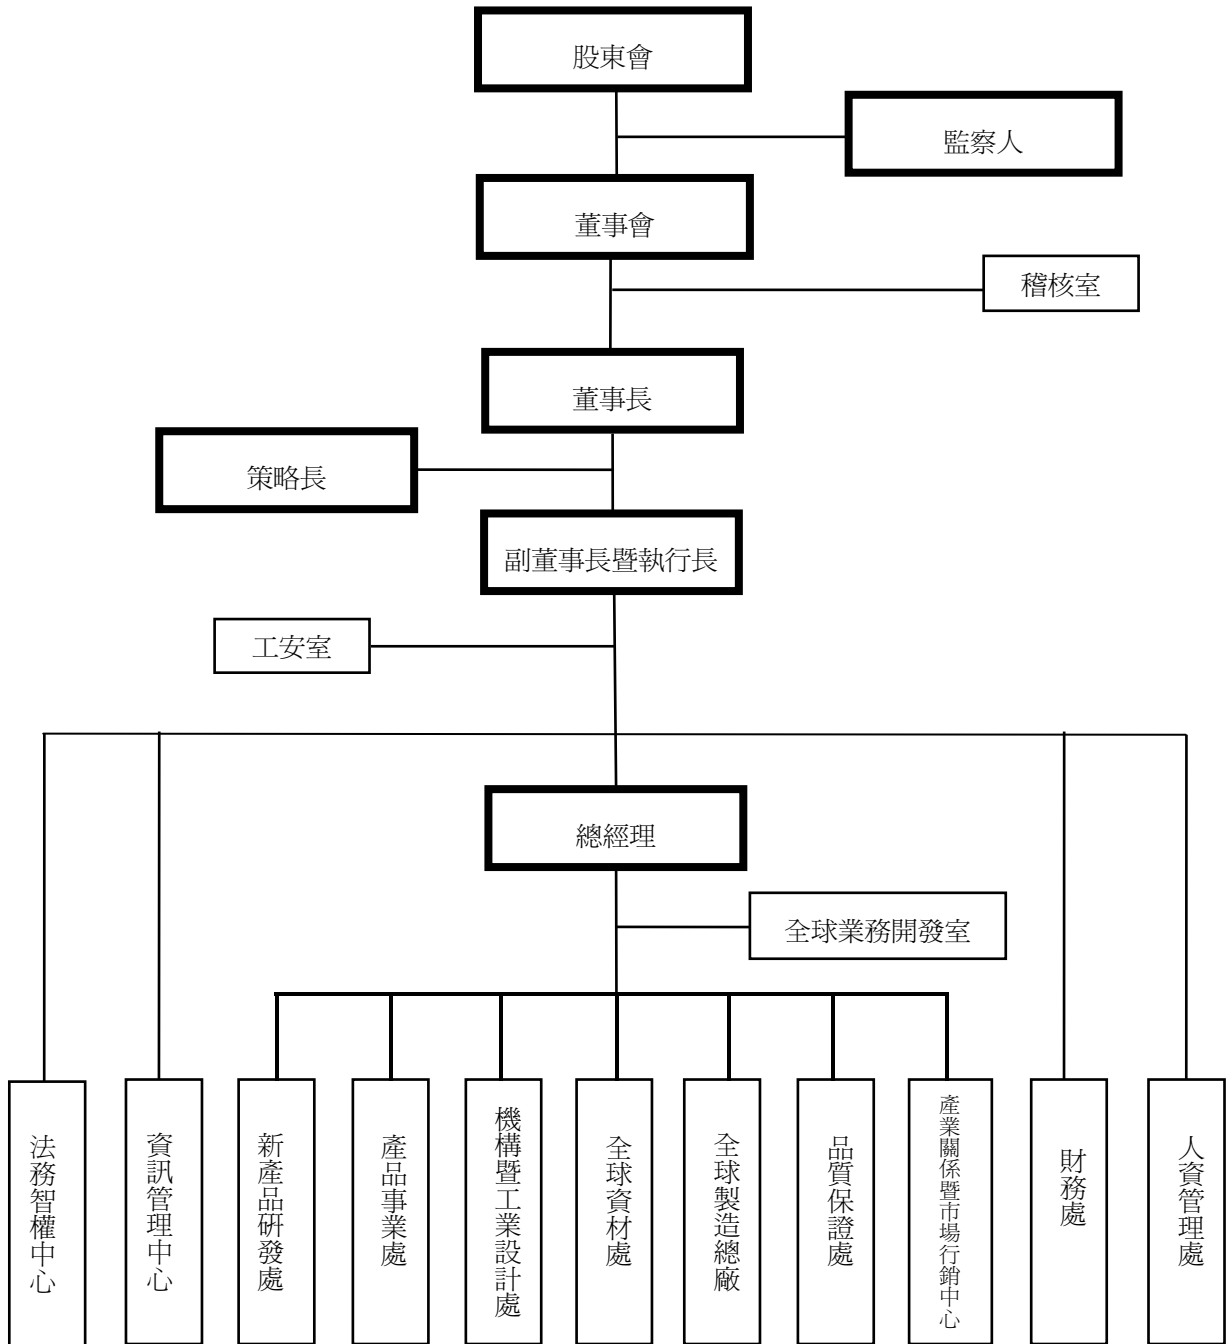 股東會
監察人
董事會
稽核室
董事長
策略長
副董事長暨執行長
工安室
總經理
全球業務開發室
法務智權中心
資訊管理中心
新產品研發處
產品事業處
機構暨工業設計處
全球資材處
全球製造總廠
品質保證處
產業關係暨市場行銷中心
財務處
人資管理處